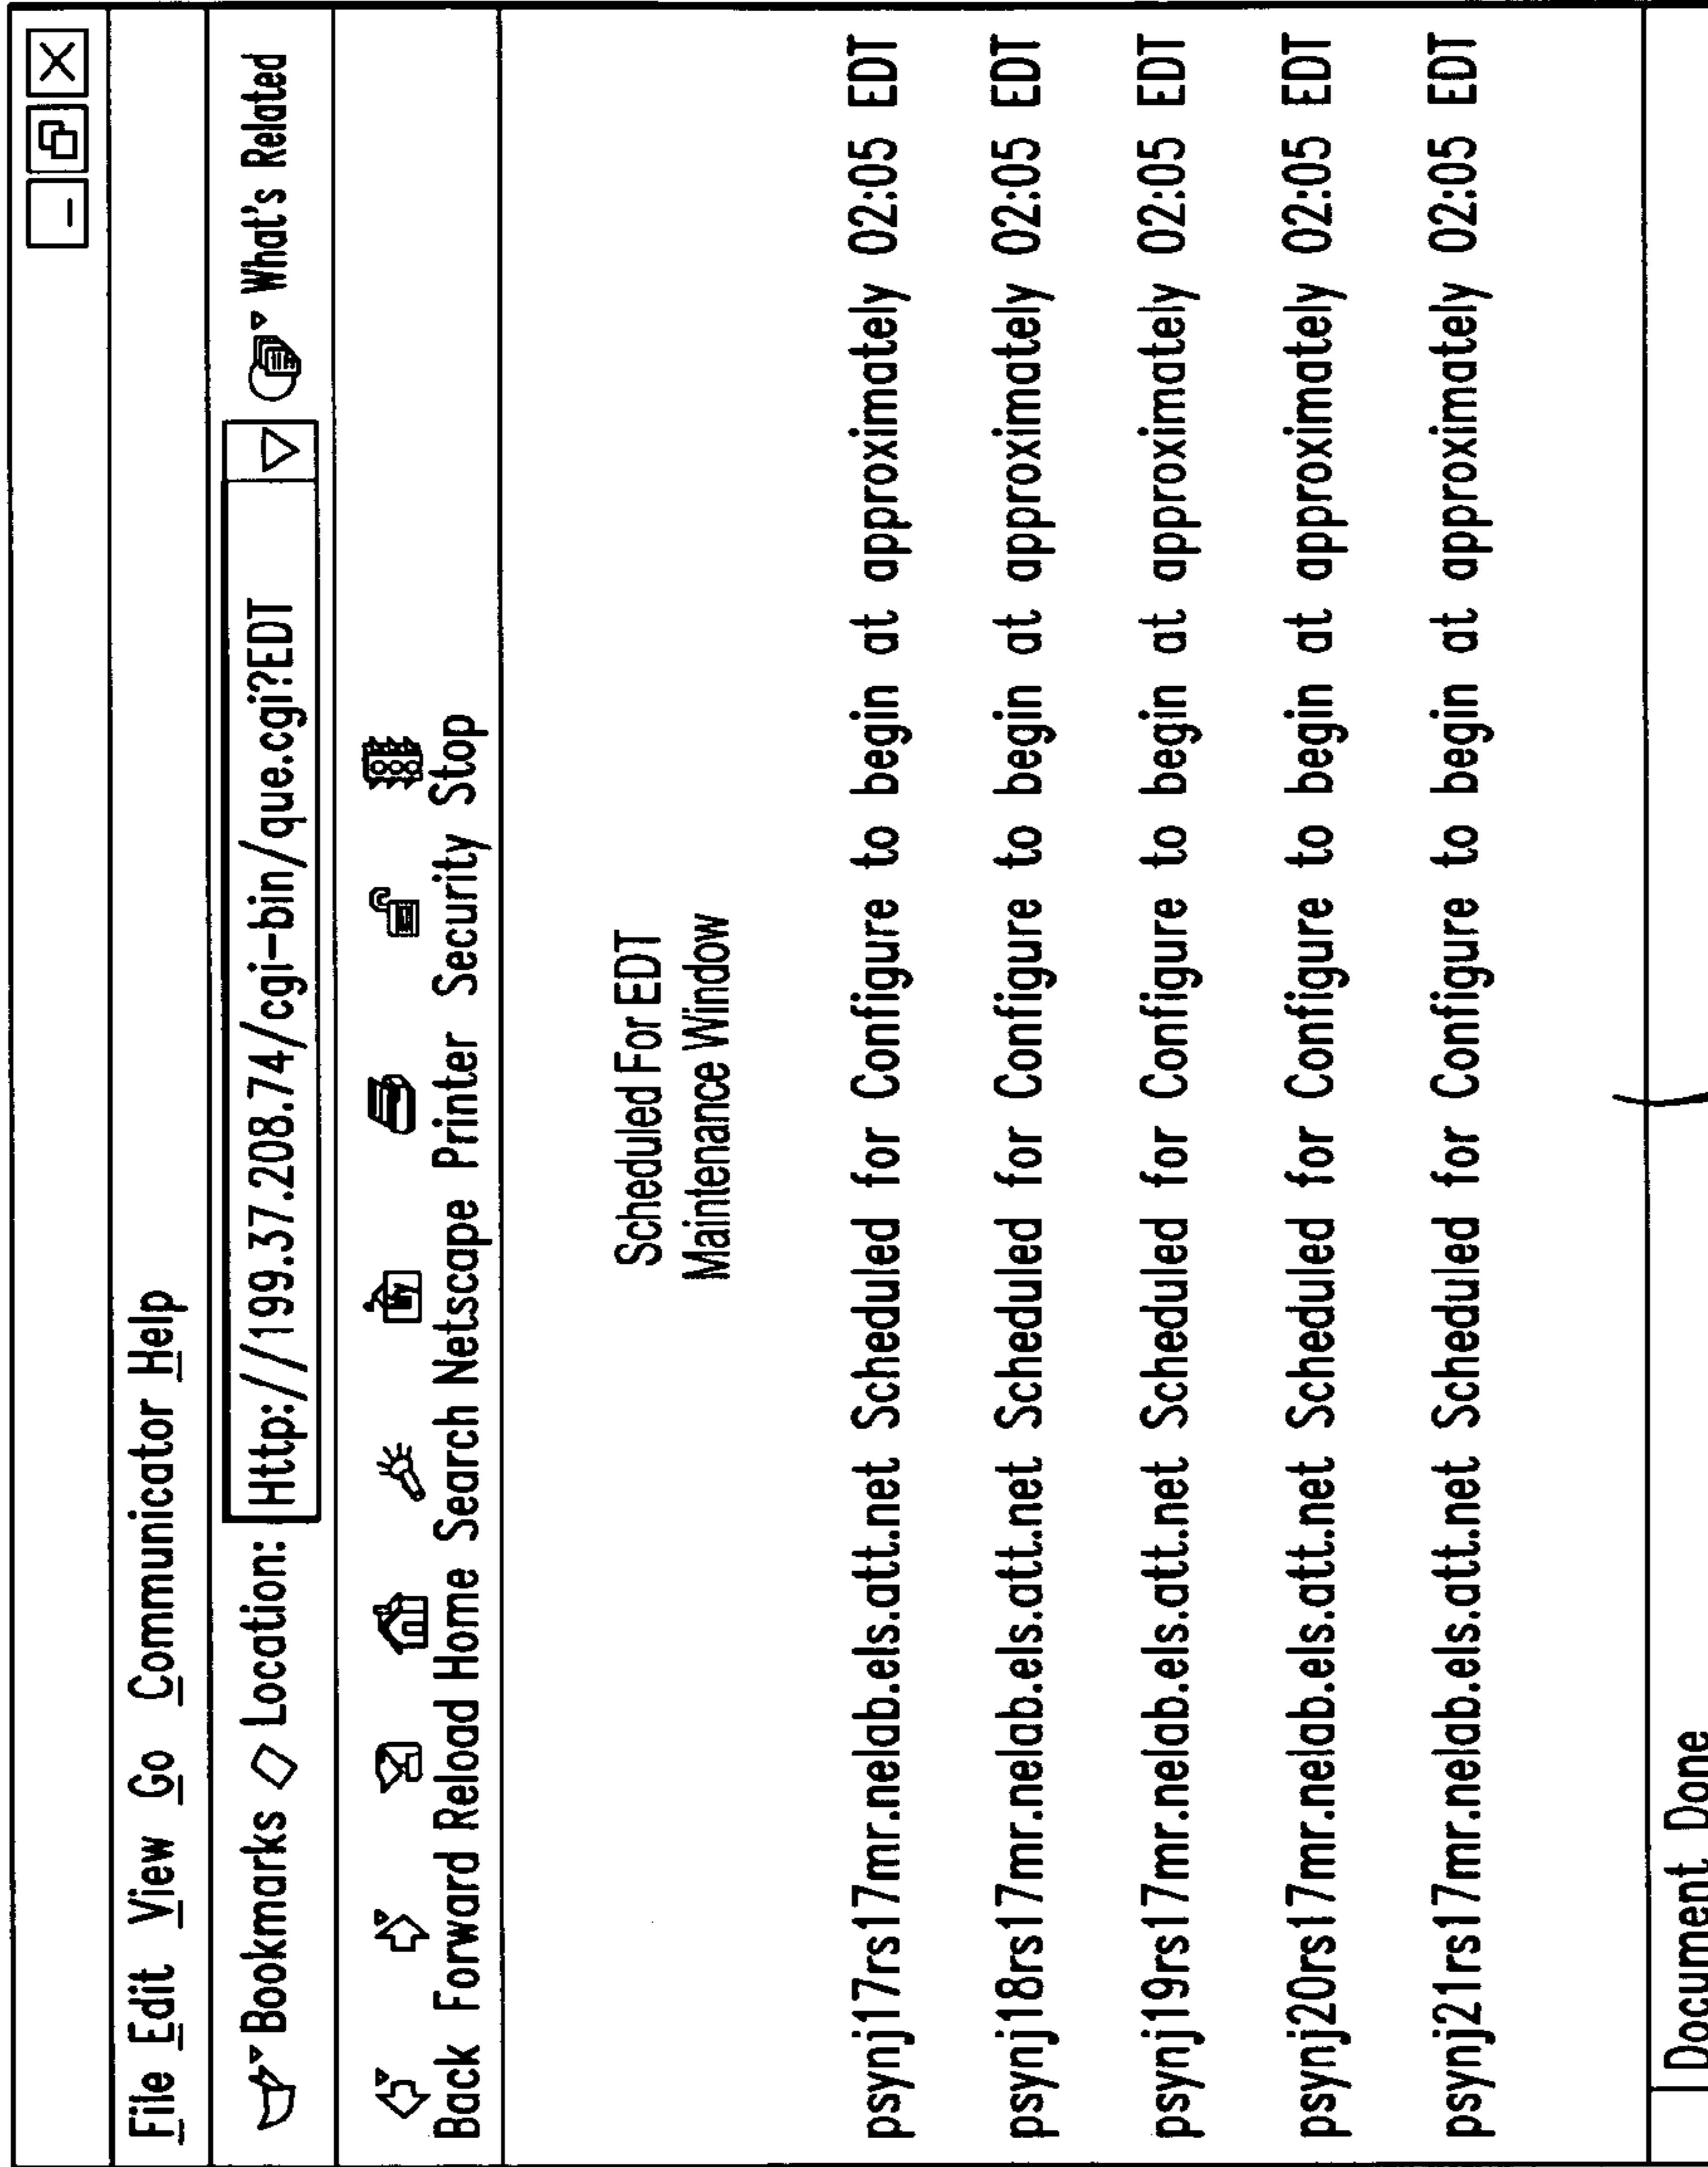 File Edit View Go Communicator Help
Bookmarks Location: Http://199.37.208.74/cgi-bin/que.cgi?EDT What's Related
Back Forward Reload Home Search Netscape Printer Security Stop
Scheduled For EDT
Maintenance Window
psynj17rs17mr.nelab.els.att.net Scheduled for Configure to begin at approximately 02:05 EDT
psynj18rs17mr.nelab.els.att.net Scheduled for Configure to begin at approximately 02:05 EDT
psynj19rs17mr.nelab.els.att.net Scheduled for Configure to begin at approximately 02:05 EDT
psynj20rs17mr.nelab.els.att.net Scheduled for Configure to begin at approximately 02:05 EDT
psynj21rs17mr.nelab.els.att.net Scheduled for Configure to begin at approximately 02:05 EDT
Document Done